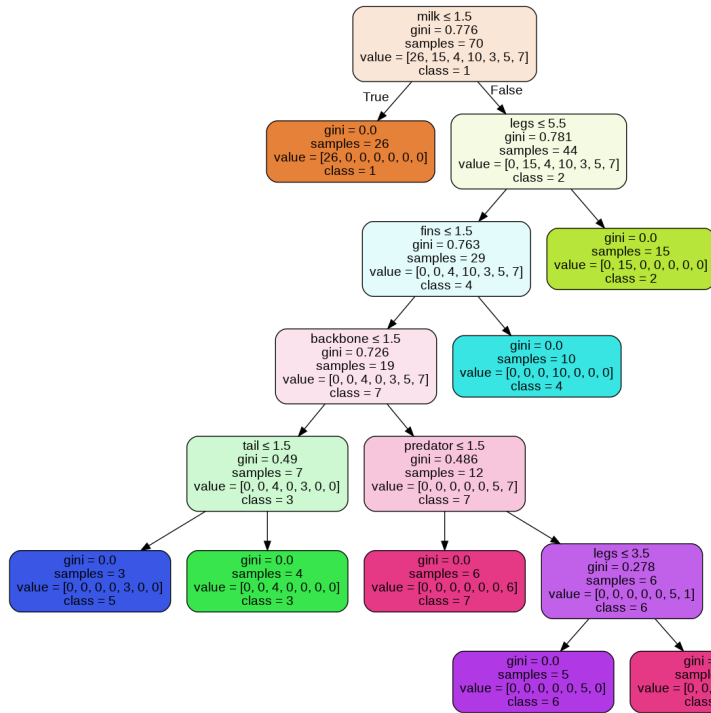 milk ≤ 1.5
gini = 0.776
samples = 70
value = [26, 15, 4, 10, 3, 5, 7]
class = 1
True
False
gini = 0.0
samples = 26
value = [26, 0, 0, 0, 0, 0, 0]
class = 1
legs ≤ 5.5
gini = 0.781
samples = 44
value = [0, 15, 4, 10, 3, 5, 7]
class = 2
fins ≤ 1.5
gini = 0.763
samples = 29
value = [0, 0, 4, 10, 3, 5, 7]
class = 4
gini = 0.0
samples = 15
value = [0, 15, 0, 0, 0, 0, 0]
class = 2
backbone ≤ 1.5
gini = 0.726
samples = 19
value = [0, 0, 4, 0, 3, 5, 7]
class = 7
gini = 0.0
samples = 10
value = [0, 0, 0, 10, 0, 0, 0]
class = 4
tail ≤ 1.5
gini = 0.49
samples = 7
value = [0, 0, 4, 0, 3, 0, 0]
class = 3
predator ≤ 1.5
gini = 0.486
samples = 12
value = [0, 0, 0, 0, 0, 5, 7]
class = 7
gini = 0.0
samples = 3
value = [0, 0, 0, 0, 3, 0, 0]
class = 5
gini = 0.0
samples = 4
value = [0, 0, 4, 0, 0, 0, 0]
class = 3
gini = 0.0
samples = 6
value = [0, 0, 0, 0, 0, 0, 6]
class = 7
legs ≤ 3.5
gini = 0.278
samples = 6
value = [0, 0, 0, 0, 0, 5, 1]
class = 6
gini = 0.0
samples = 5
value = [0, 0, 0, 0, 0, 5, 0]
class = 6
gini =
value = [0, 0,